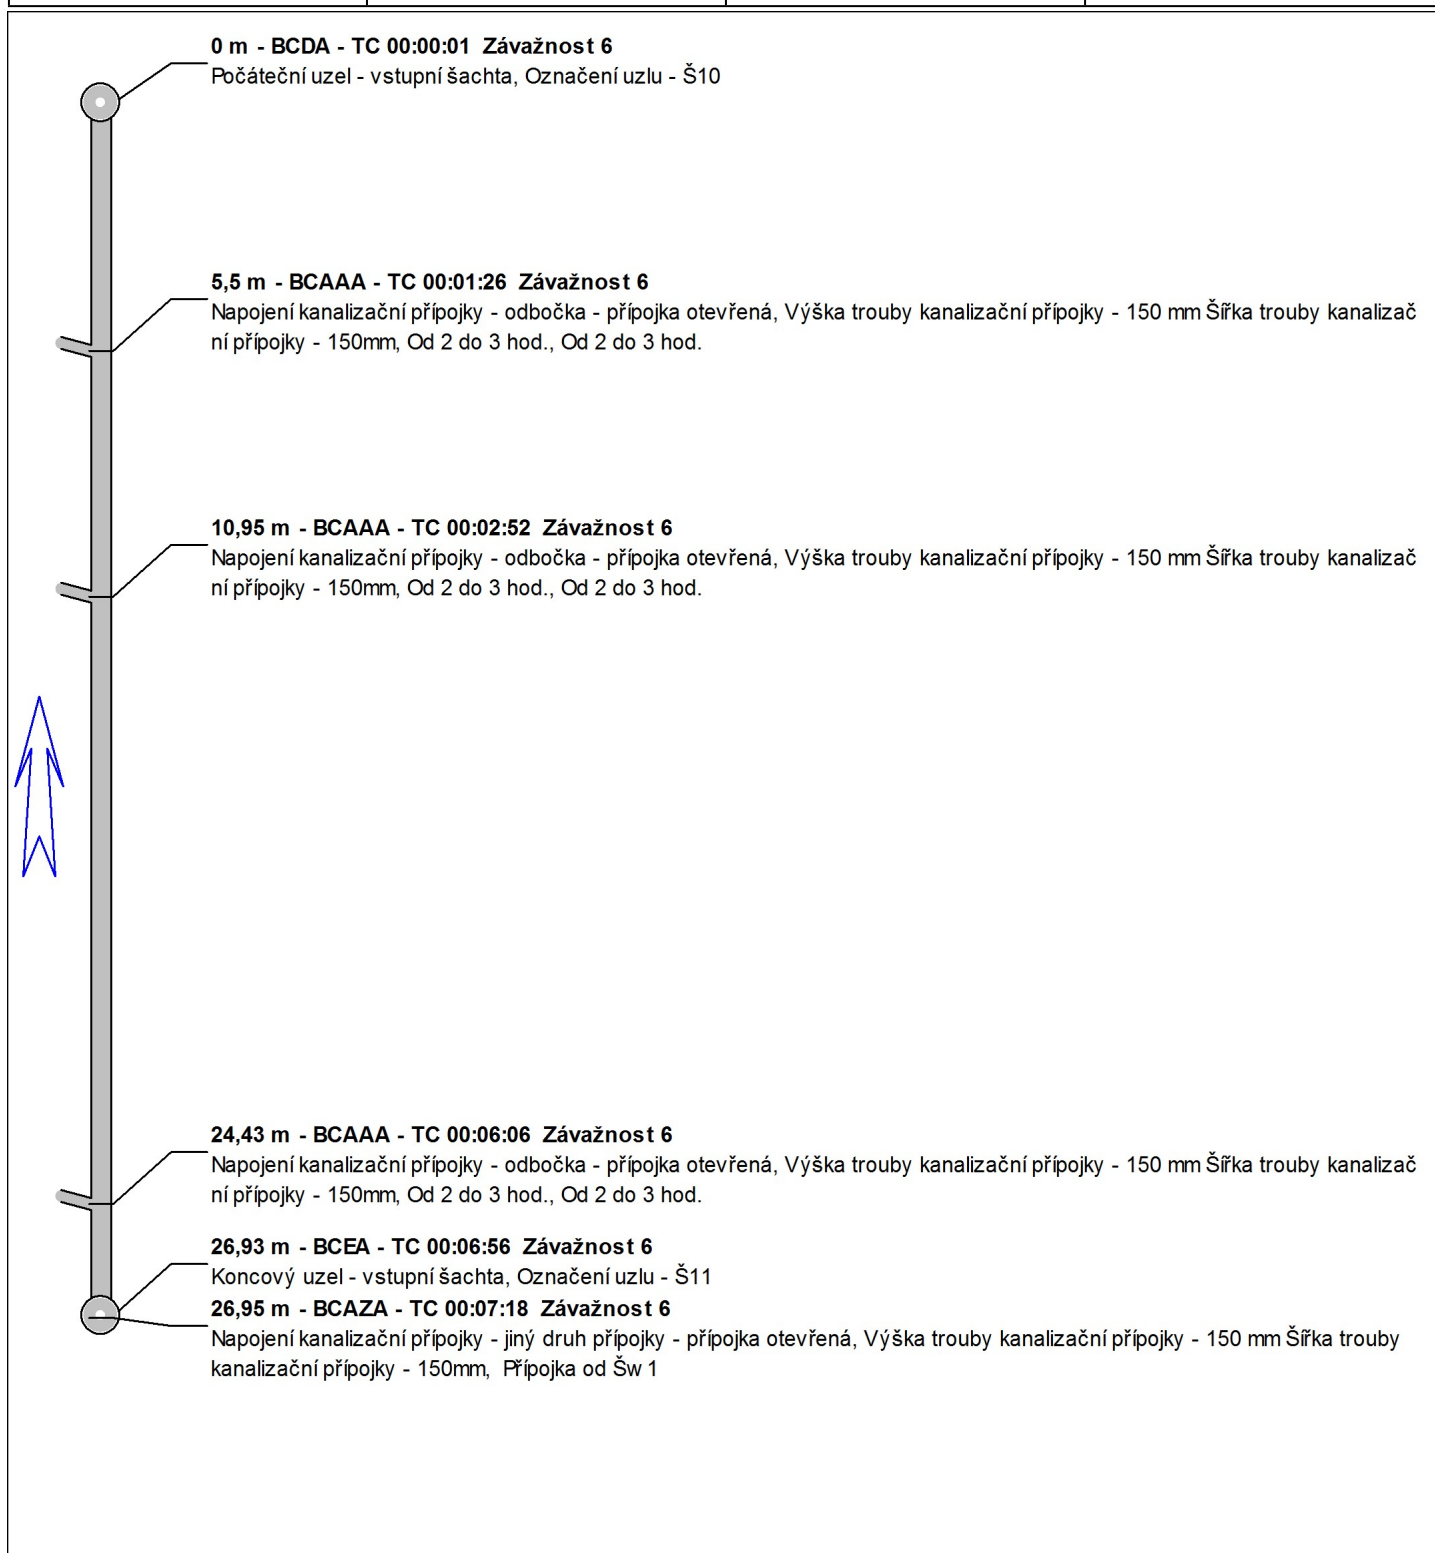 0 m - BCDA - TC 00:00:01 Závažnost 6
Počáteční uzel - vstupní šachta, Označení uzlu - Š10
5,5 m - BCAAA - TC 00:01:26 Závažnost 6
Napojení kanalizační přípojky - odbočka - přípojka otevřená, Výška trouby kanalizační přípojky - 150 mm Šířka trouby kanalizač
ní přípojky - 150mm, Od 2 do 3 hod., Od 2 do 3 hod.
10,95 m - BCAAA - TC 00:02:52 Závažnost 6
Napojení kanalizační přípojky - odbočka - přípojka otevřená, Výška trouby kanalizační přípojky - 150 mm Šířka trouby kanalizač
ní přípojky - 150mm, Od 2 do 3 hod., Od 2 do 3 hod.
24,43 m - BCAAA - TC 00:06:06 Závažnost 6
Napojení kanalizační přípojky - odbočka - přípojka otevřená, Výška trouby kanalizační přípojky - 150 mm Šířka trouby kanalizač
ní přípojky - 150mm, Od 2 do 3 hod., Od 2 do 3 hod.
26,93 m - BCEA - TC 00:06:56 Závažnost 6
Koncový uzel - vstupní šachta, Označení uzlu - Š11
26,95 m - BCAZA - TC 00:07:18 Závažnost 6
Napojení kanalizační přípojky - jiný druh přípojky - přípojka otevřená, Výška trouby kanalizační přípojky - 150 mm Šířka trouby
kanalizační přípojky - 150mm, Přípojka od Šw 1